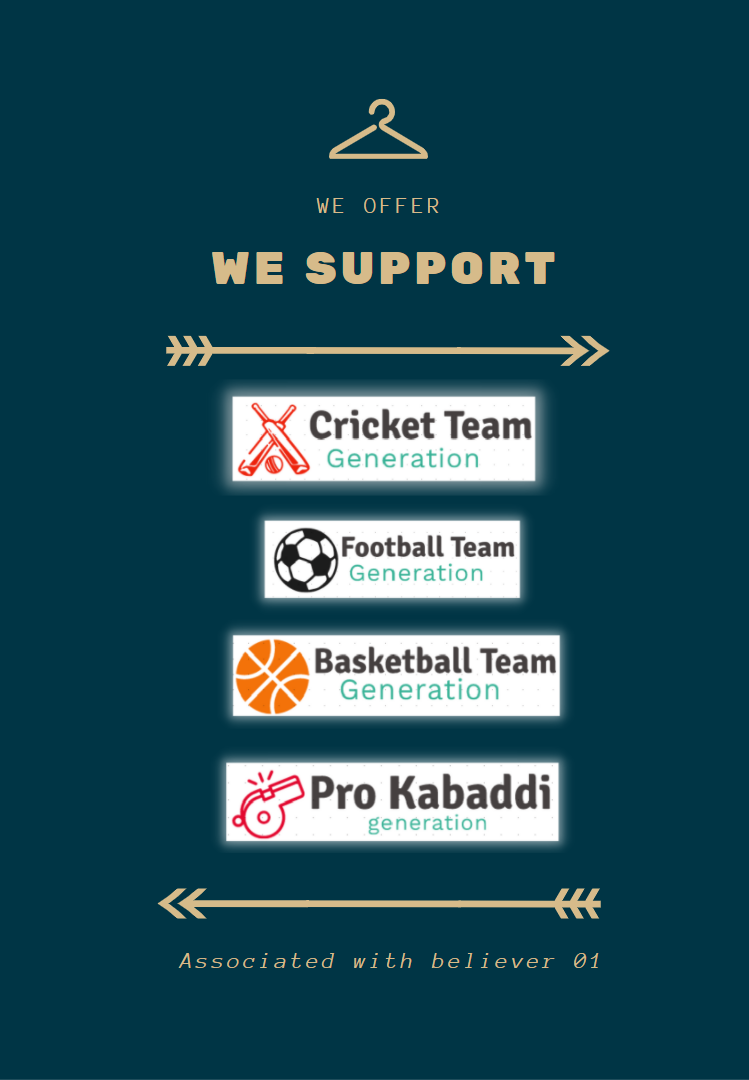 WE OFFER
WE SUPPORT
Cricket Team
Generation
Football Team
Generation
Basketball Team
Generation
Pro Kabaddi
generation
Associated with believer 01